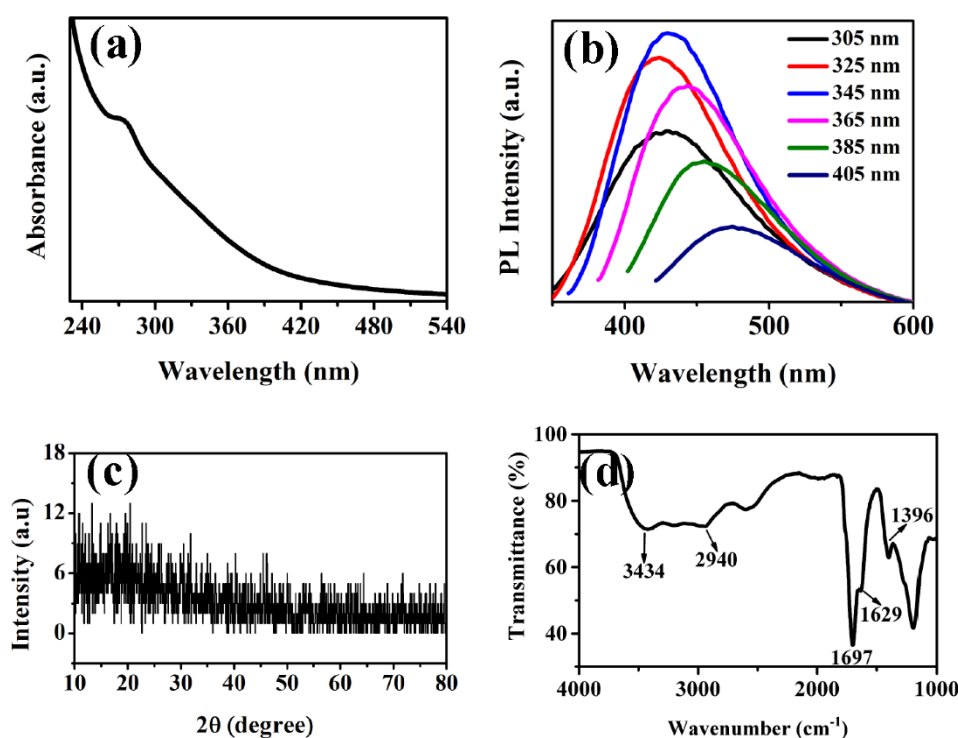 (a)
Absorbance (a.u.)
240 300 360 420 480 540
Wavelength (nm)
(b)
305 nm
325 nm
345 nm
365 nm
385 nm
405 nm
PL Intensity (a.u.)
400 500 600
Wavelength (nm)
(c)
Intensity (a.u)
18
12
6
0
10 20 30 40 50 60 70 80
2θ (degree)
(d)
Transmittance (%)
100
80
60
40
3434
2940
1697
1629
1396
4000 3000 2000 1000
Wavenumber (cm⁻¹)